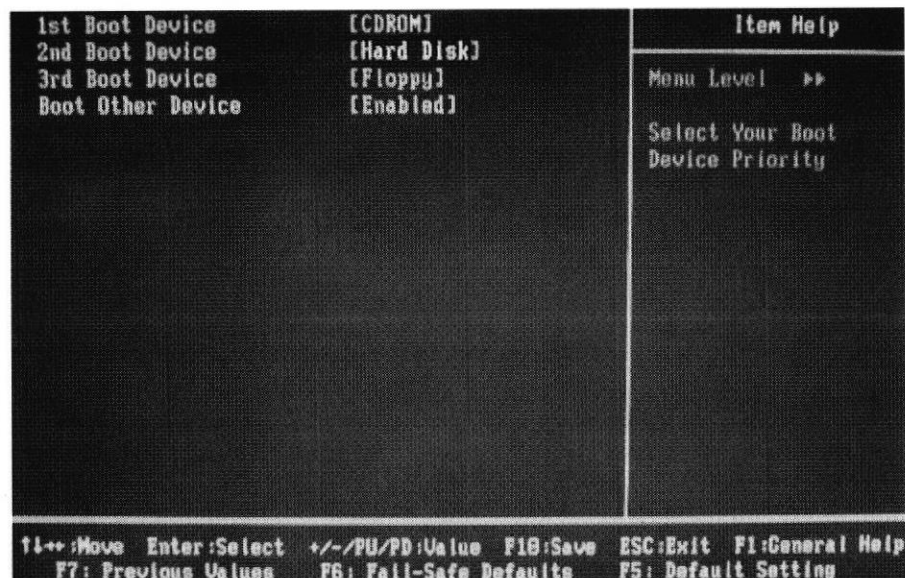 1st Boot Device [CDROM]
2nd Boot Device [Hard Disk]
3rd Boot Device [Floppy]
Boot Other Device [Enabled]
Item Help
Menu Level ▶▶
Select Your Boot
Device Priority
↑↓→←:Move Enter:Select +/-/PU/PD:Value F10:Save ESC:Exit F1:General Help
F7: Previous Values F6: Fail-Safe Defaults F5: Default Setting